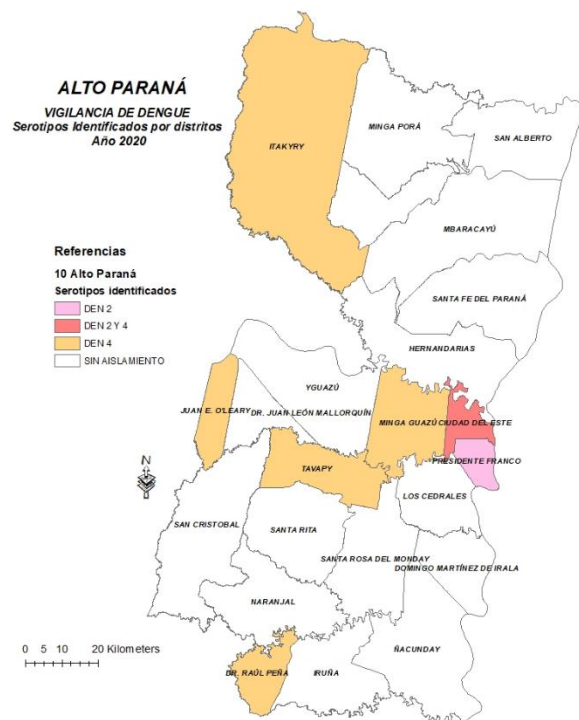 ALTO PARANÁ
VIGILANCIA DE DENGUE
Serotipos Identificados por distritos
Año 2020
ITAKYRY
MINGA PORÁ
SAN ALBERTO
MBARACAYÚ
Referencias
10 Alto Paraná
Serotipos identificados
DEN 2
DEN 2 Y 4
DEN 4
SIN AISLAMIENTO
SANTA FE DEL PARANÁ
HERNANDARIAS
YGUAZÚ
JUAN E. O'LEARY
DR. JUAN LEÓN MALLORQUÍN
MINGA GUAZÚ
CIUDAD DEL ESTE
PRESIDENTE FRANCO
TAVAPY
N
LOS CEDRALES
SAN CRISTOBAL
SANTA RITA
SANTA ROSA DEL MONDAY
DOMINGO MARTÍNEZ DE IRALA
NARANJAL
ÑACUNDAY
DR. RAÚL PEÑA
IRUÑA
0 5 10 20 Kilometers